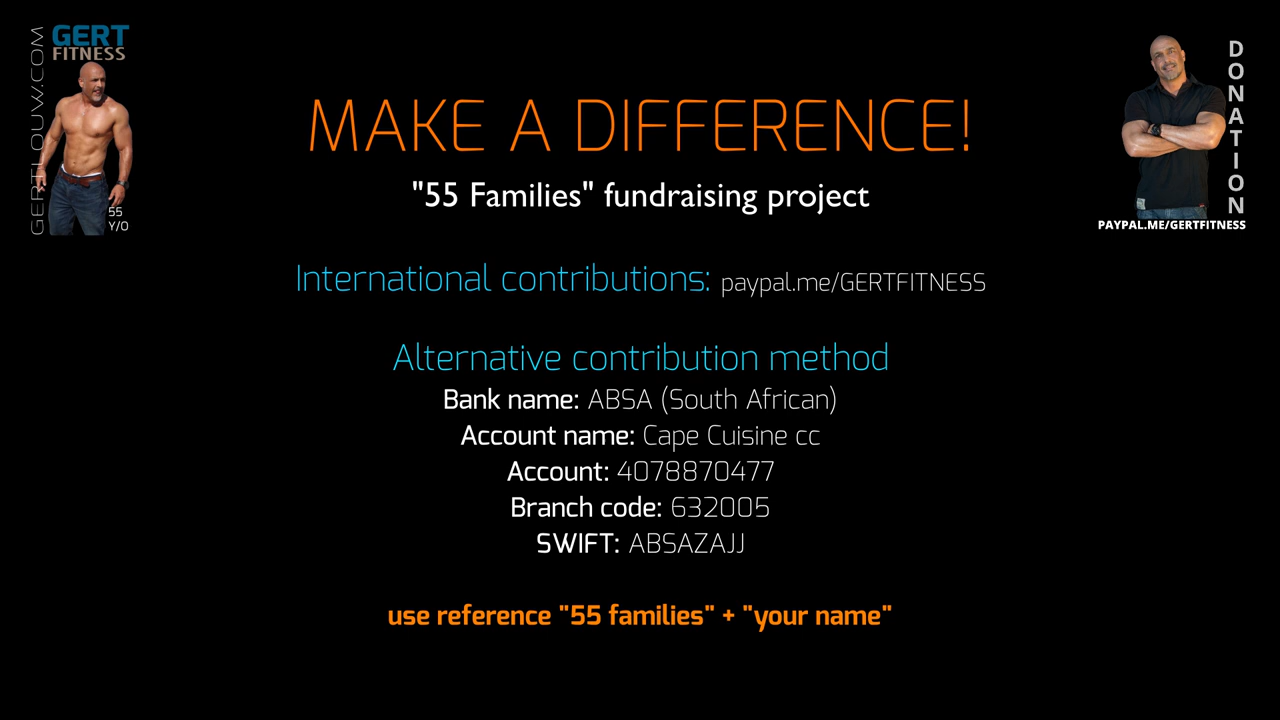 GERTLOUW.COM
GERT
FITNESS
55
Y/O
DONATION
PAYPAL.ME/GERTFITNESS
MAKE A DIFFERENCE!
"55 Families" fundraising project
International contributions: paypal.me/GERTFITNESS
Alternative contribution method
Bank name: ABSA (South African)
Account name: Cape Cuisine cc
Account: 4078870477
Branch code: 632005
SWIFT: ABSAZAJJ
use reference "55 families" + "your name"